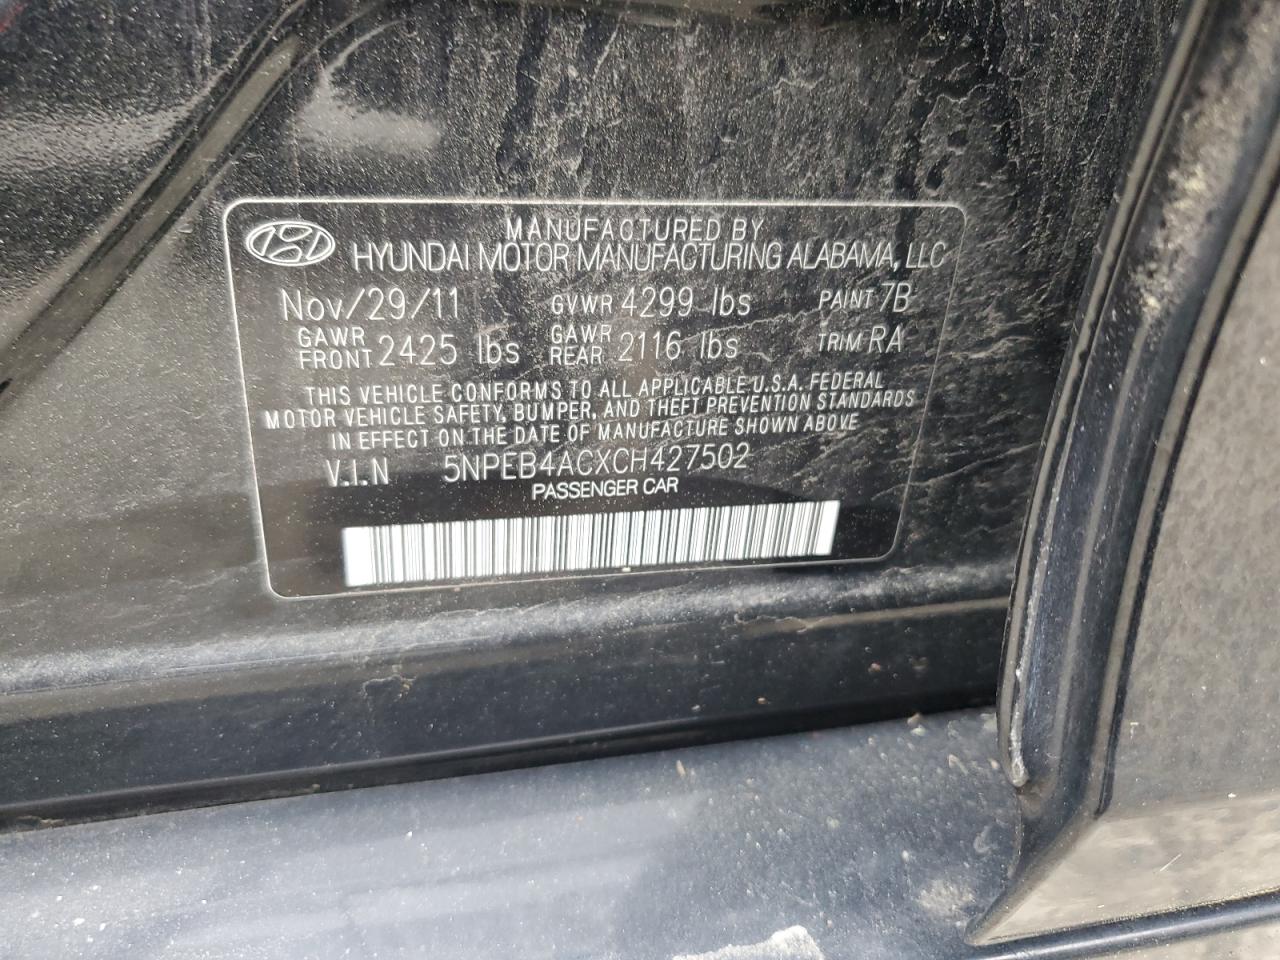 MANUFACTURED BY
HYUNDAI MOTOR MANUFACTURING ALABAMA, LLC
Nov/29/11 GVWR 4299 lbs PAINT 7B
GAWR FRONT 2425 lbs GAWR REAR 2116 lbs TRIM RA
THIS VEHICLE CONFORMS TO ALL APPLICABLE U.S.A. FEDERAL
MOTOR VEHICLE SAFETY, BUMPER, AND THEFT PREVENTION STANDARDS
IN EFFECT ON THE DATE OF MANUFACTURE SHOWN ABOVE
V.I.N 5NPEB4ACXCH427502
PASSENGER CAR